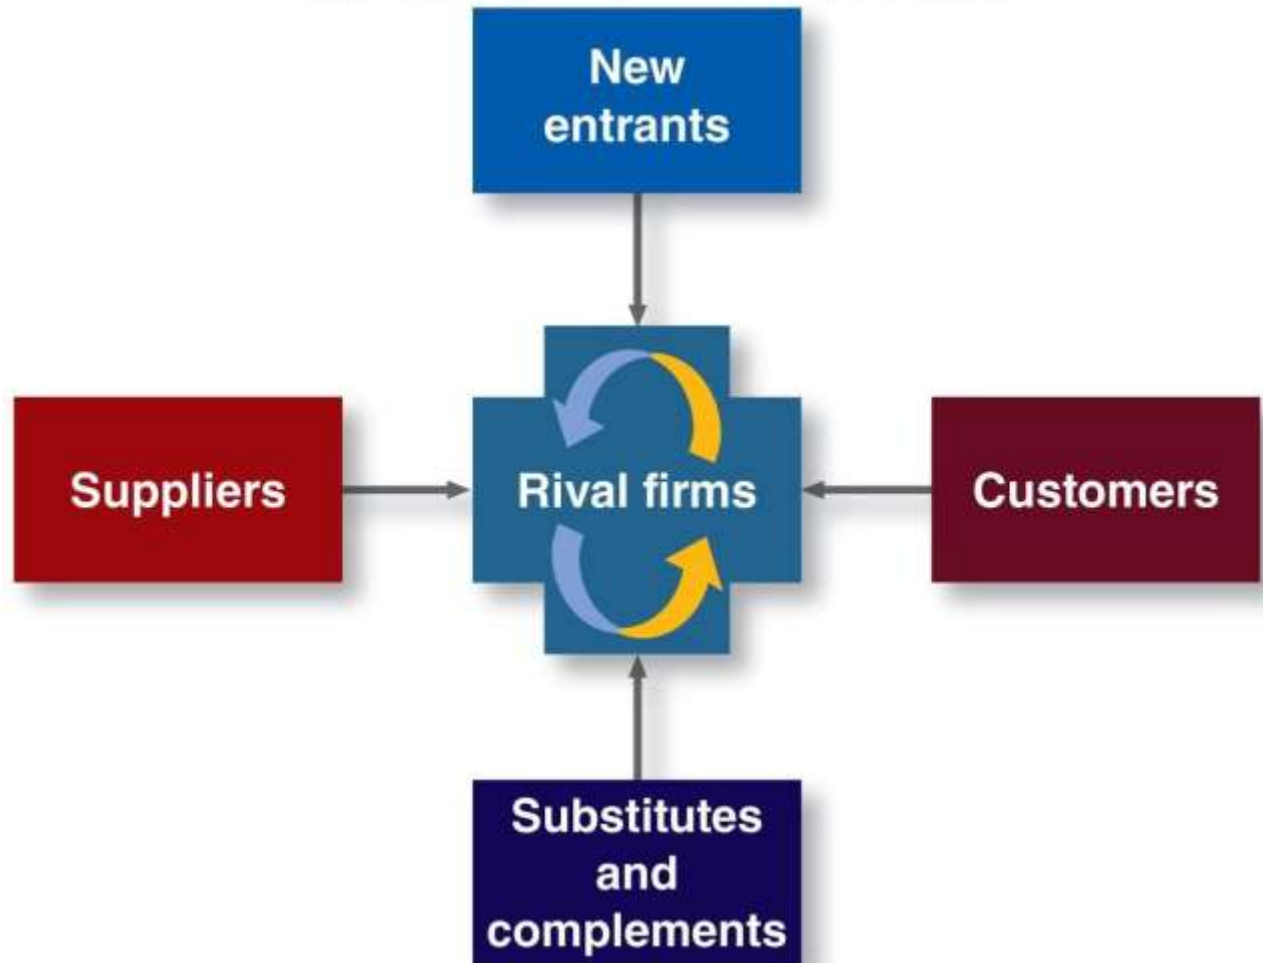 New
entrants
Suppliers
Rival firms
Customers
Substitutes
and
complements